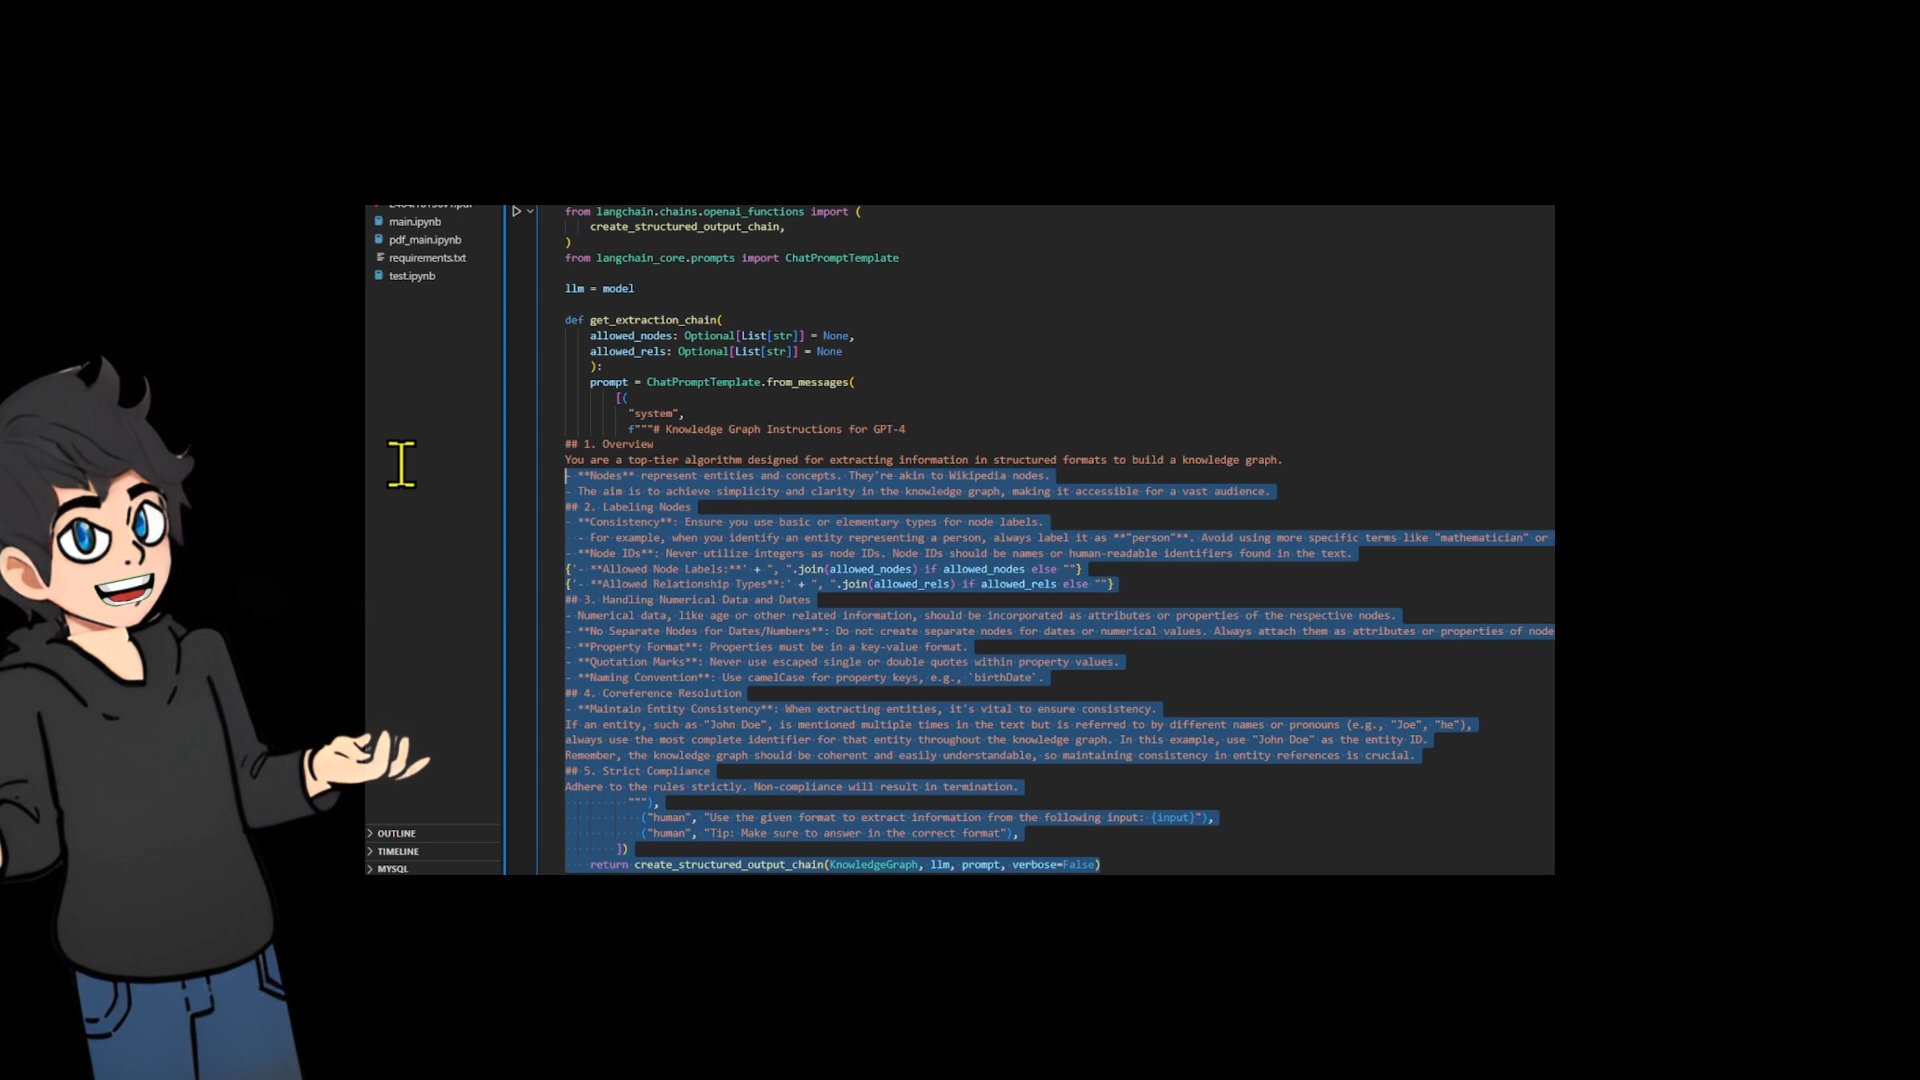 main.ipynb
pdf_main.ipynb
requirements.txt
test.ipynb
OUTLINE
TIMELINE
MYSQL
from langchain.chains.openai_functions import (
create_structured_output_chain,
)
from langchain_core.prompts import ChatPromptTemplate
llm = model
def get_extraction_chain(
allowed_nodes: Optional[List[str]] = None,
allowed_rels: Optional[List[str]] = None
):
prompt = ChatPromptTemplate.from_messages(
[(
"system",
f"""# Knowledge Graph Instructions for GPT-4
## 1. Overview
You are a top-tier algorithm designed for extracting information in structured formats to build a knowledge graph.
- **Nodes** represent entities and concepts. They're akin to Wikipedia nodes.
- The aim is to achieve simplicity and clarity in the knowledge graph, making it accessible for a vast audience.
## 2. Labeling Nodes
- **Consistency**: Ensure you use basic or elementary types for node labels.
- For example, when you identify an entity representing a person, always label it as **"person"**. Avoid using more specific terms like "mathematician" or
- **Node IDs**: Never utilize integers as node IDs. Node IDs should be names or human-readable identifiers found in the text.
{'- **Allowed Node Labels:**' + ", ".join(allowed_nodes) if allowed_nodes else ""}
{'- **Allowed Relationship Types**:' + ", ".join(allowed_rels) if allowed_rels else ""}
## 3. Handling Numerical Data and Dates
- Numerical data, like age or other related information, should be incorporated as attributes or properties of the respective nodes.
- **No Separate Nodes for Dates/Numbers**: Do not create separate nodes for dates or numerical values. Always attach them as attributes or properties of node
- **Property Format**: Properties must be in a key-value format.
- **Quotation Marks**: Never use escaped single or double quotes within property values.
- **Naming Convention**: Use camelCase for property keys, e.g., `birthDate`.
## 4. Coreference Resolution
- **Maintain Entity Consistency**: When extracting entities, it's vital to ensure consistency.
If an entity, such as "John Doe", is mentioned multiple times in the text but is referred to by different names or pronouns (e.g., "Joe", "he"),
always use the most complete identifier for that entity throughout the knowledge graph. In this example, use "John Doe" as the entity ID.
Remember, the knowledge graph should be coherent and easily understandable, so maintaining consistency in entity references is crucial.
## 5. Strict Compliance
Adhere to the rules strictly. Non-compliance will result in termination.
"""),
("human", "Use the given format to extract information from the following input: {input}"),
("human", "Tip: Make sure to answer in the correct format"),
])
return create_structured_output_chain(KnowledgeGraph, llm, prompt, verbose=False)